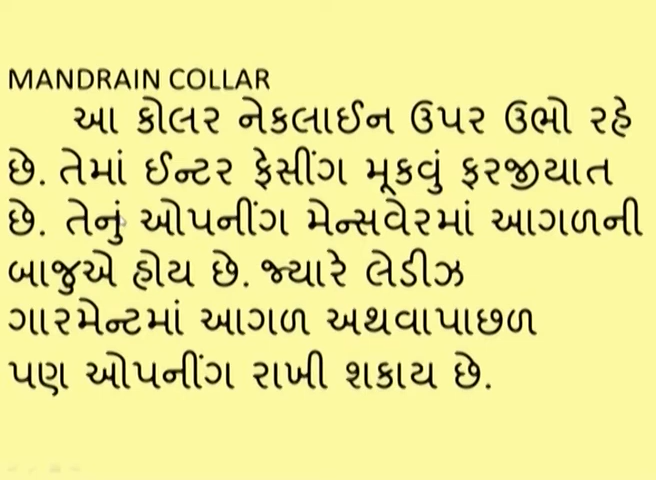 MANDRAIN COLLAR
આ કોલર નેકલાઈન ઉપર ઉભો રહે
છે. તેમાં ઈન્ટર ફેસીંગ મૂકવું ફરજીયાત
છે. તેનું ઓપનીંગ મેન્સવેરમાં આગળની
બાજુએ હોય છે. જ્યારે લેડીઝ
ગારમેન્ટમાં આગળ અથવાપાછળ
પણ ઓપનીંગ રાખી શકાય છે.